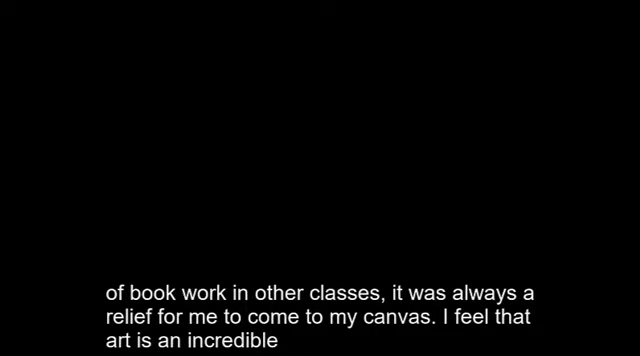 of book work in other classes, it was always a
relief for me to come to my canvas. I feel that
art is an incredible